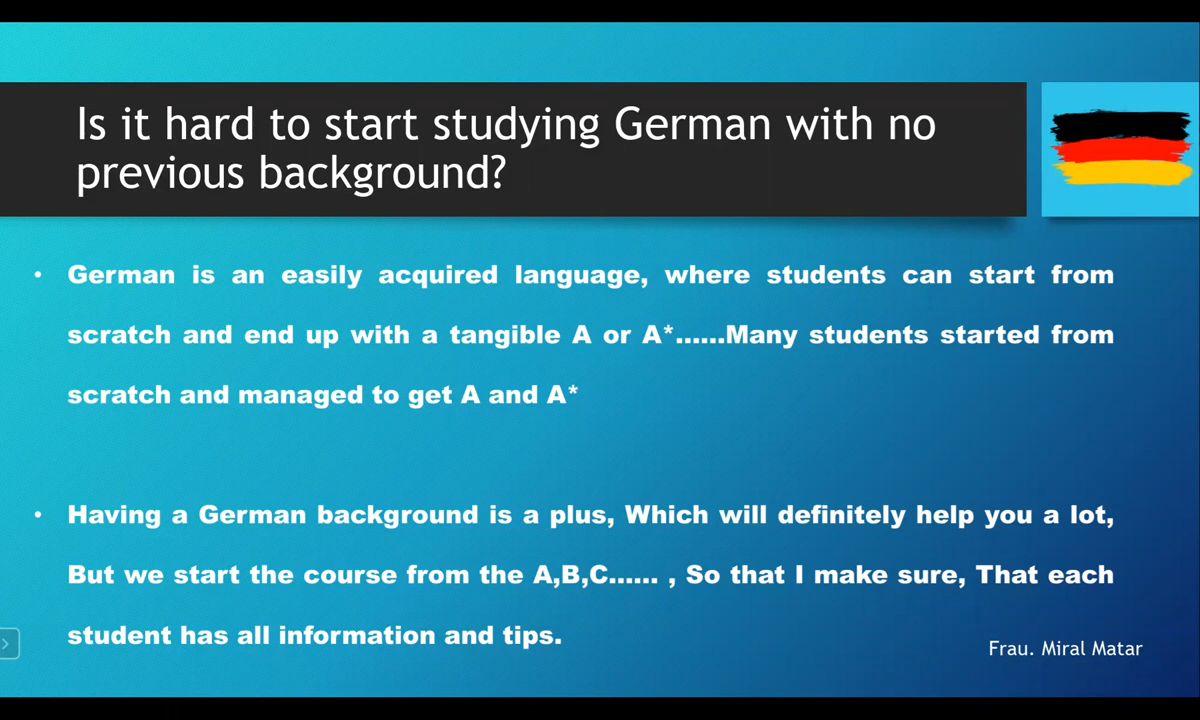 Is it hard to start studying German with no
previous background?
• German is an easily acquired language, where students can start from
scratch and end up with a tangible A or A*......Many students started from
scratch and managed to get A and A*
• Having a German background is a plus, Which will definitely help you a lot,
But we start the course from the A,B,C...... , So that I make sure, That each
student has all information and tips.
Frau. Miral Matar